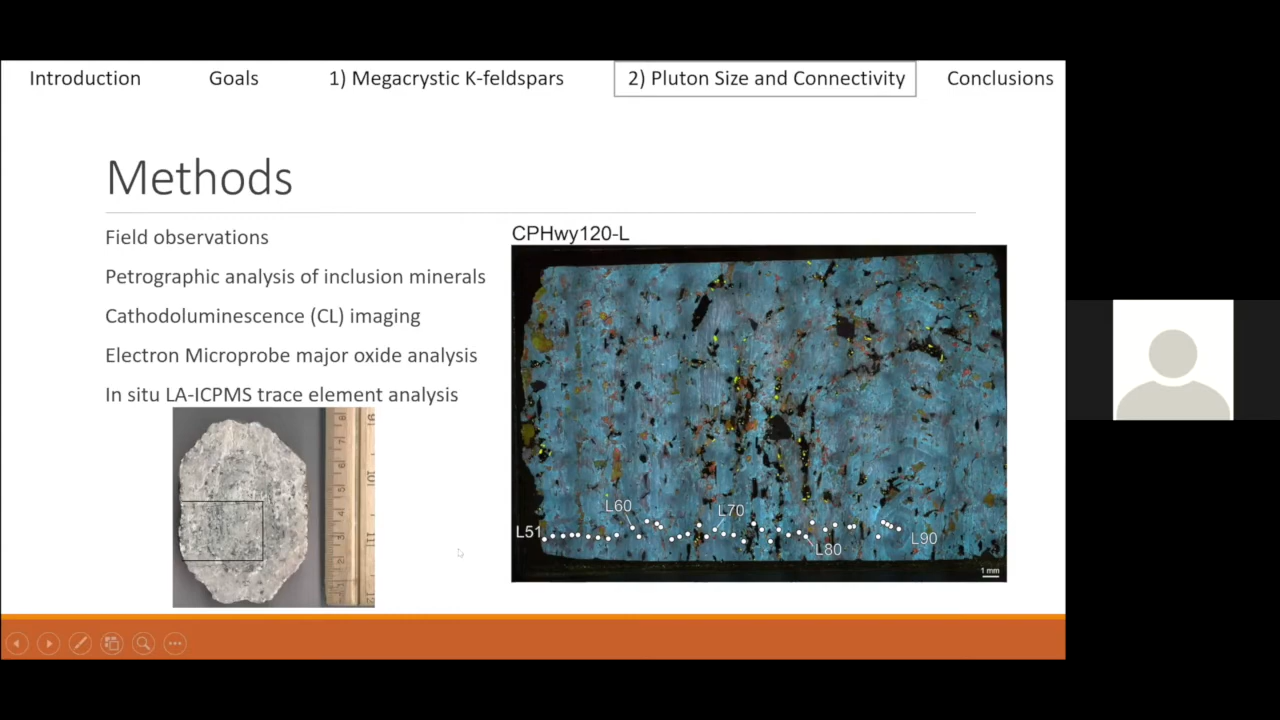 Introduction
Goals
1) Megacrystic K-feldspars
2) Pluton Size and Connectivity
Conclusions
Methods
Field observations
Petrographic analysis of inclusion minerals
Cathodoluminescence (CL) imaging
Electron Microprobe major oxide analysis
In situ LA-ICPMS trace element analysis
CPHwy120-L
L51
L60
L70
L80
L90
1 mm